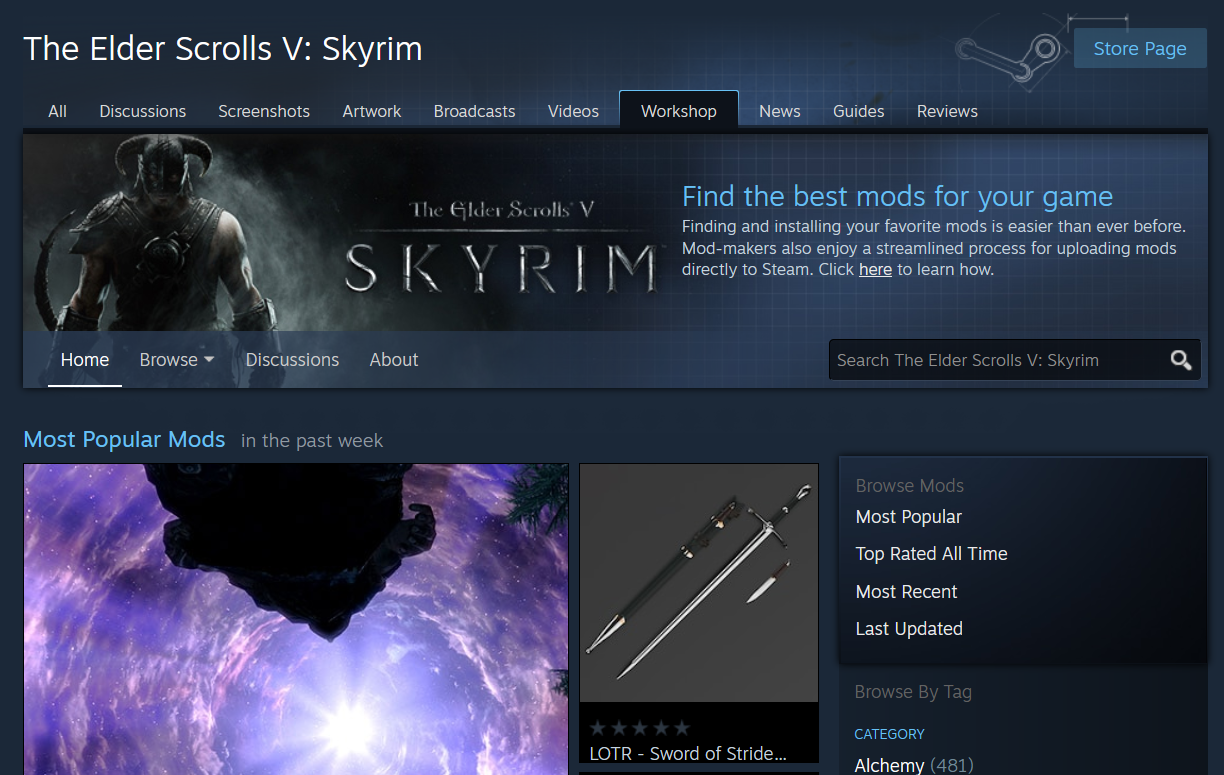 The Elder Scrolls V: Skyrim
Store Page
All Discussions Screenshots Artwork Broadcasts Videos Workshop News Guides Reviews
The Elder Scrolls V
SKYRIM
Find the best mods for your game
Finding and installing your favorite mods is easier than ever before.
Mod-makers also enjoy a streamlined process for uploading mods
directly to Steam. Click here to learn how.
Home Browse Discussions About
Search The Elder Scrolls V: Skyrim
Most Popular Mods in the past week
LOTR - Sword of Stride...
Browse Mods
Most Popular
Top Rated All Time
Most Recent
Last Updated
Browse By Tag
CATEGORY
Alchemy (481)